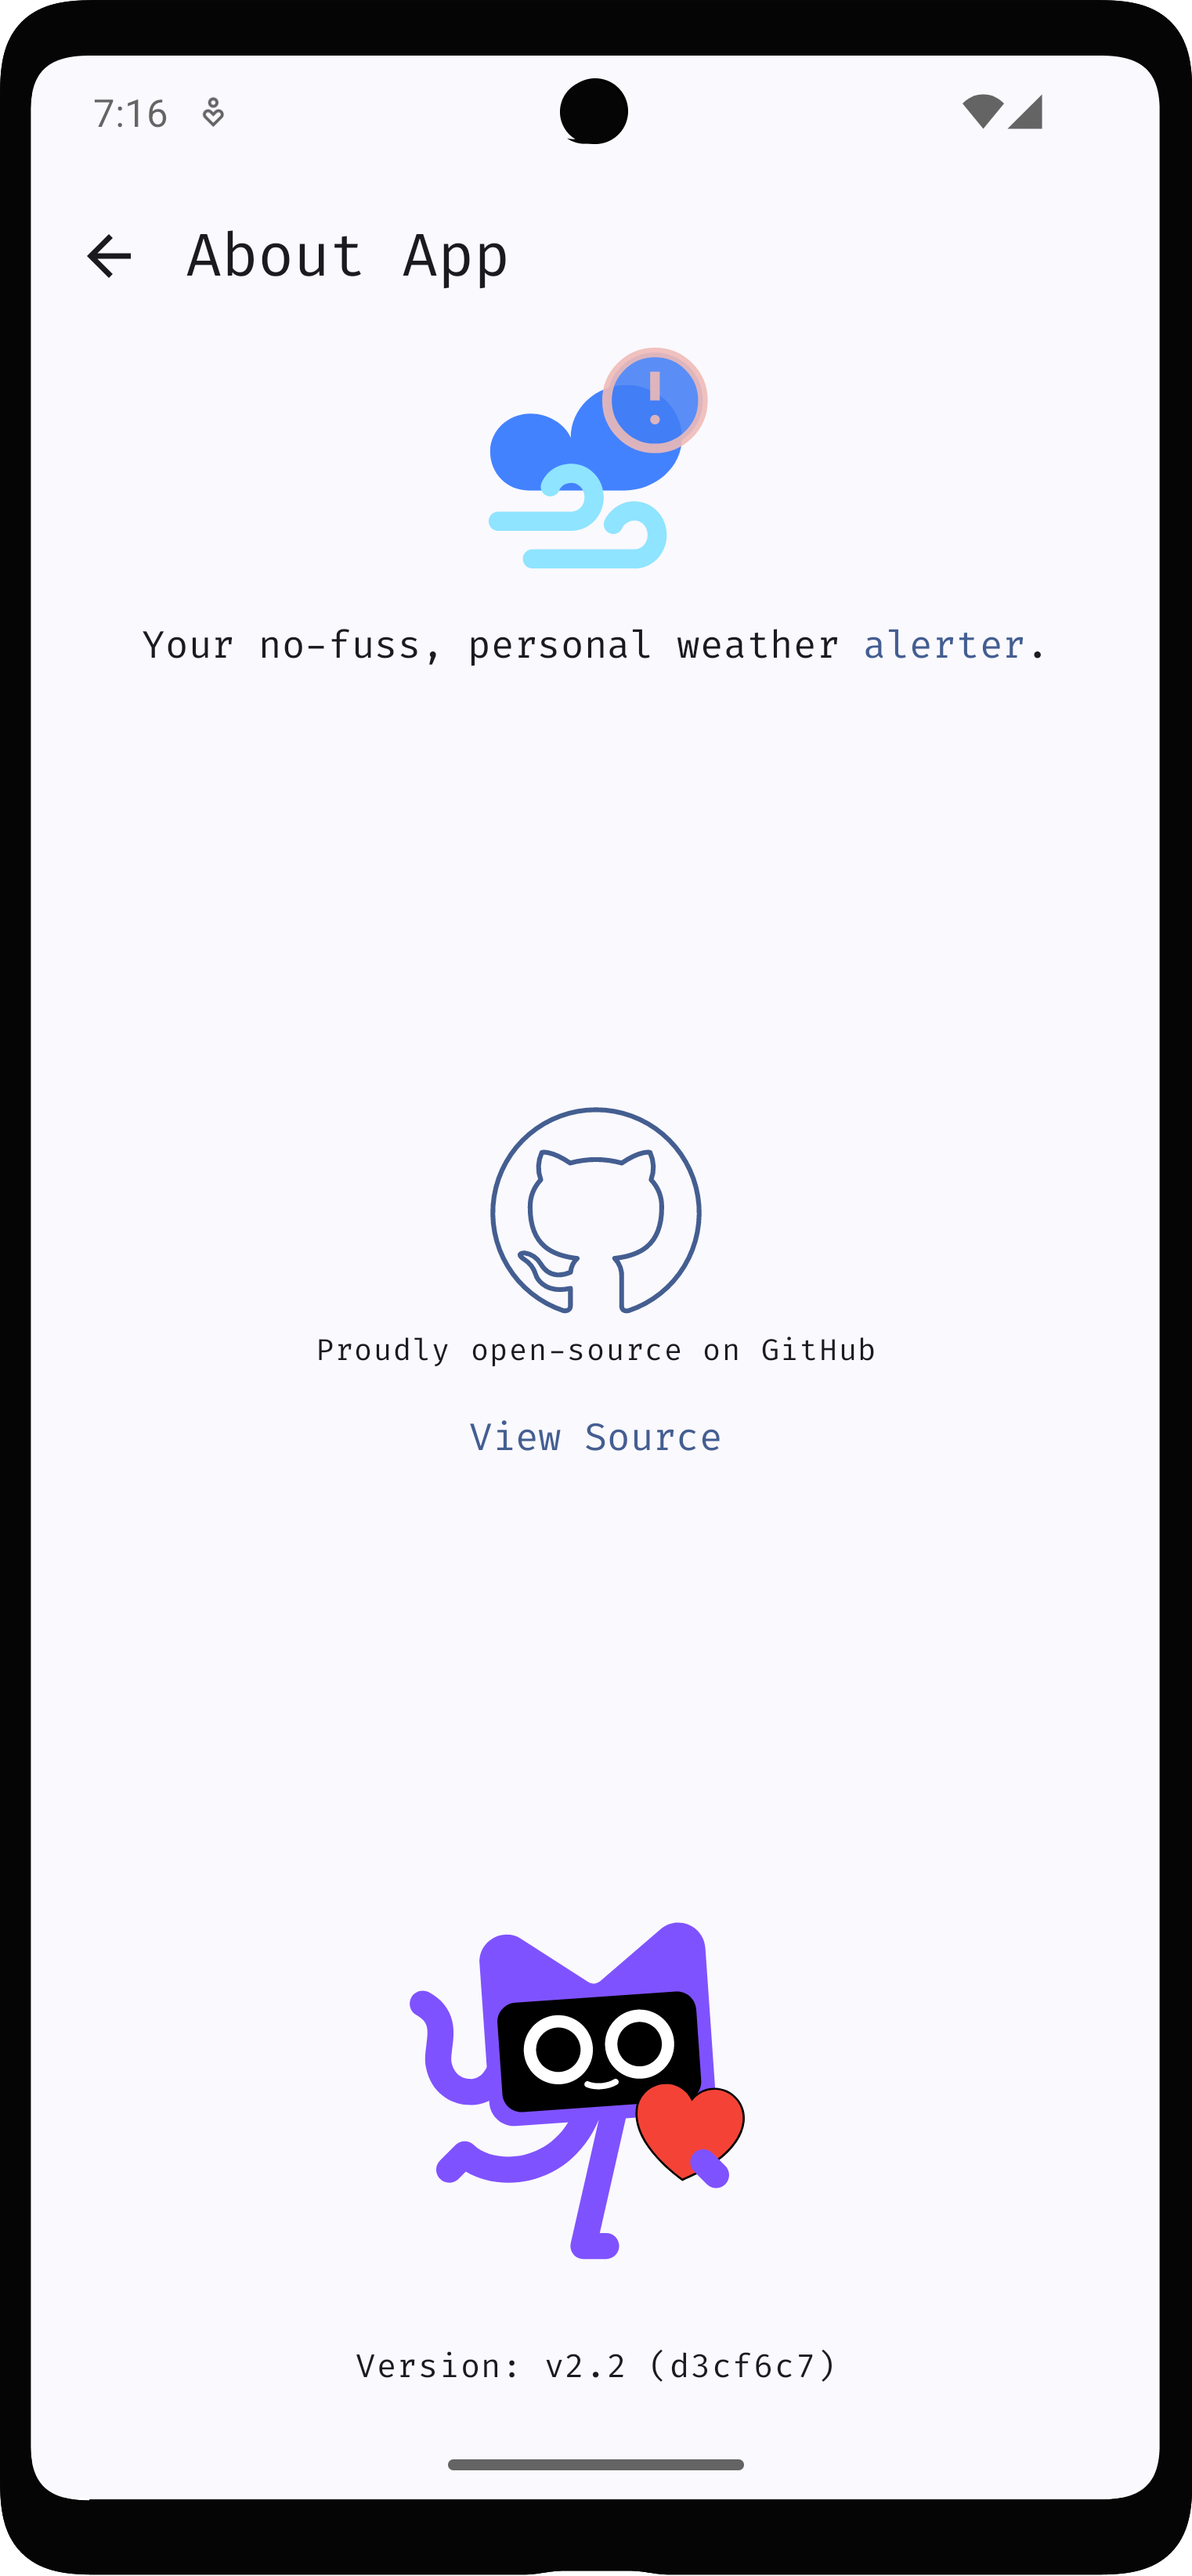 7:16
About App
Your no-fuss, personal weather alerter.
Proudly open-source on GitHub
View Source
Version: v2.2 (d3cf6c7)